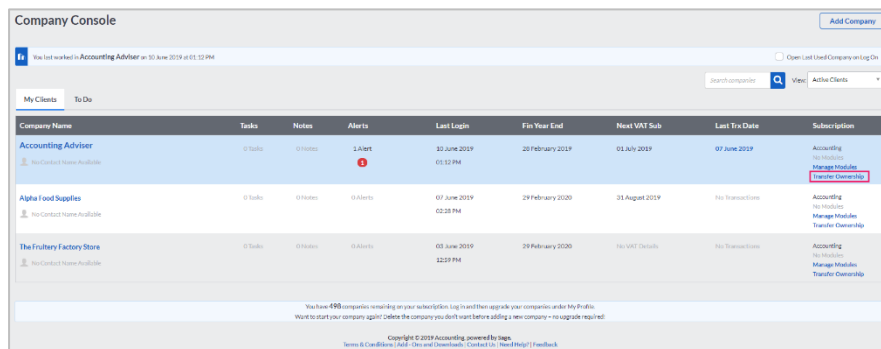 Company Console
Add Company
You last worked in Accounting Adviser on 10 June 2019 at 01:12 PM
Open Last Used Company on Log On
Search companies
View: Active Clients
My Clients To Do
Company Name Tasks Notes Alerts Last Login Fin Year End Next VAT Sub Last Trx Date Subscription
Accounting Adviser 0 Tasks 0 Notes 1 Alert 10 June 2019 28 February 2019 01 July 2019 07 June 2019 Accounting
No Contact Name Available 1 01:12 PM No Modules
Manage Modules
Transfer Ownership
Alpha Food Supplies 0 Tasks 0 Notes 0 Alerts 07 June 2019 29 February 2020 31 August 2019 No Transactions Accounting
No Contact Name Available 02:28 PM No Modules
Manage Modules
Transfer Ownership
The Fruitery Factory Store 0 Tasks 0 Notes 0 Alerts 03 June 2019 29 February 2020 No VAT Details No Transactions Accounting
No Contact Name Available 12:59 PM No Modules
Manage Modules
Transfer Ownership
You have 498 companies remaining on your subscription. Log in and then upgrade your companies under My Profile.
Want to start your company again? Delete the company you don't want before adding a new company – no upgrade required!
Copyright © 2019 Accounting, powered by Sage.
Terms & Conditions | Add - Ons and Downloads | Contact Us | Need Help? | Feedback